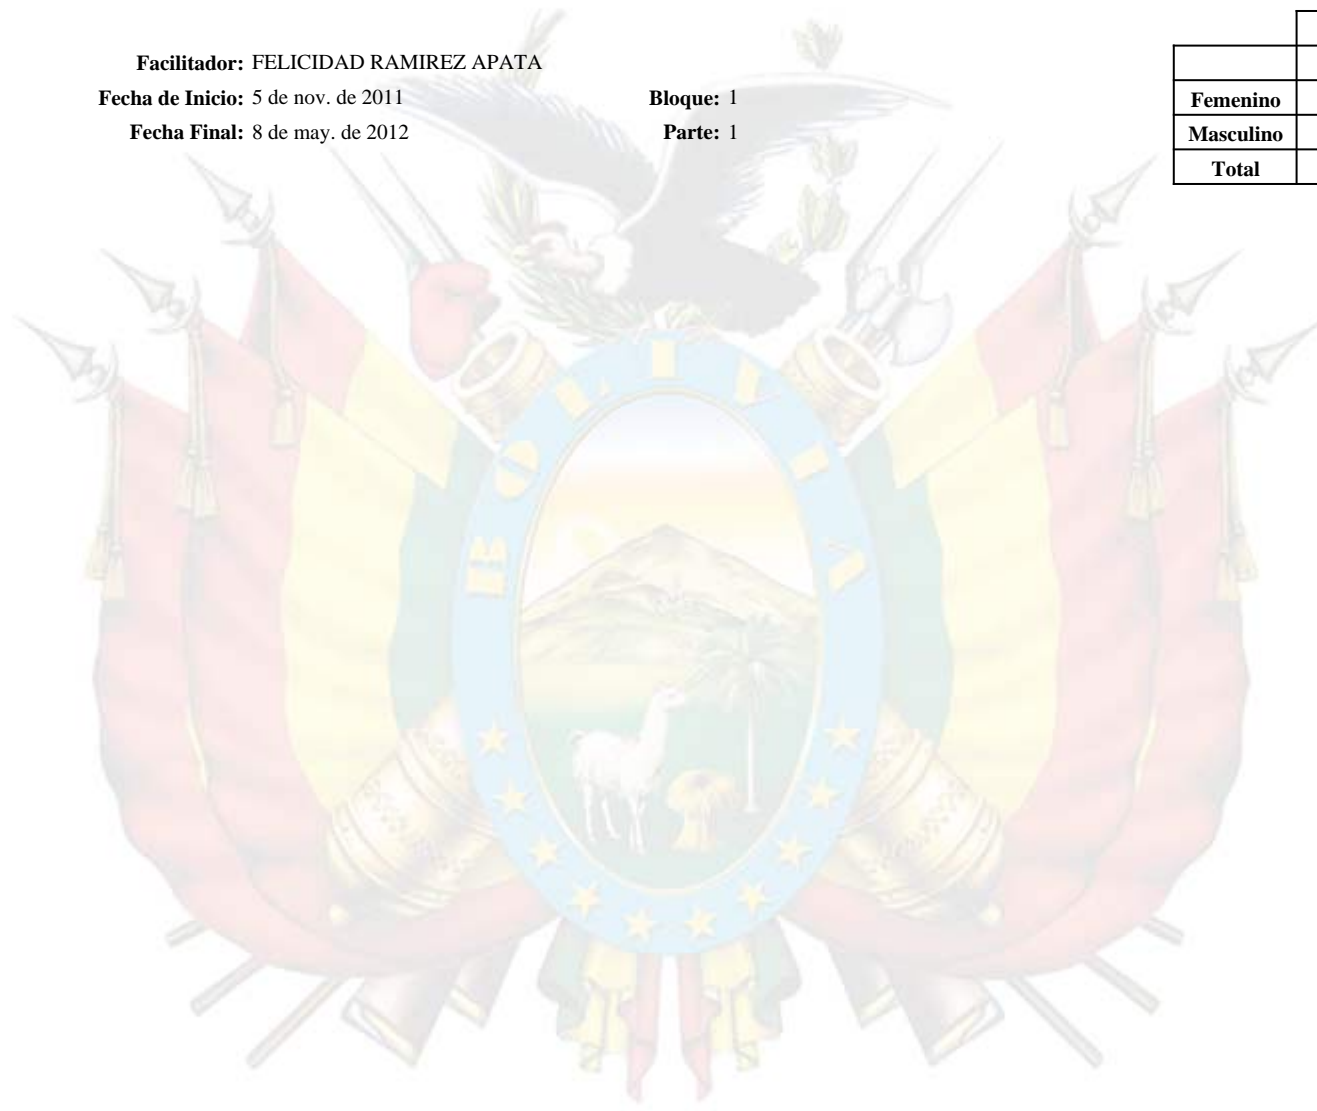 Facilitador: FELICIDAD RAMIREZ APATA
Fecha de Inicio: 5 de nov. de 2011 Bloque: 1
Fecha Final: 8 de may. de 2012 Parte: 1
Femenino
Masculino
Total
BOLIVIA